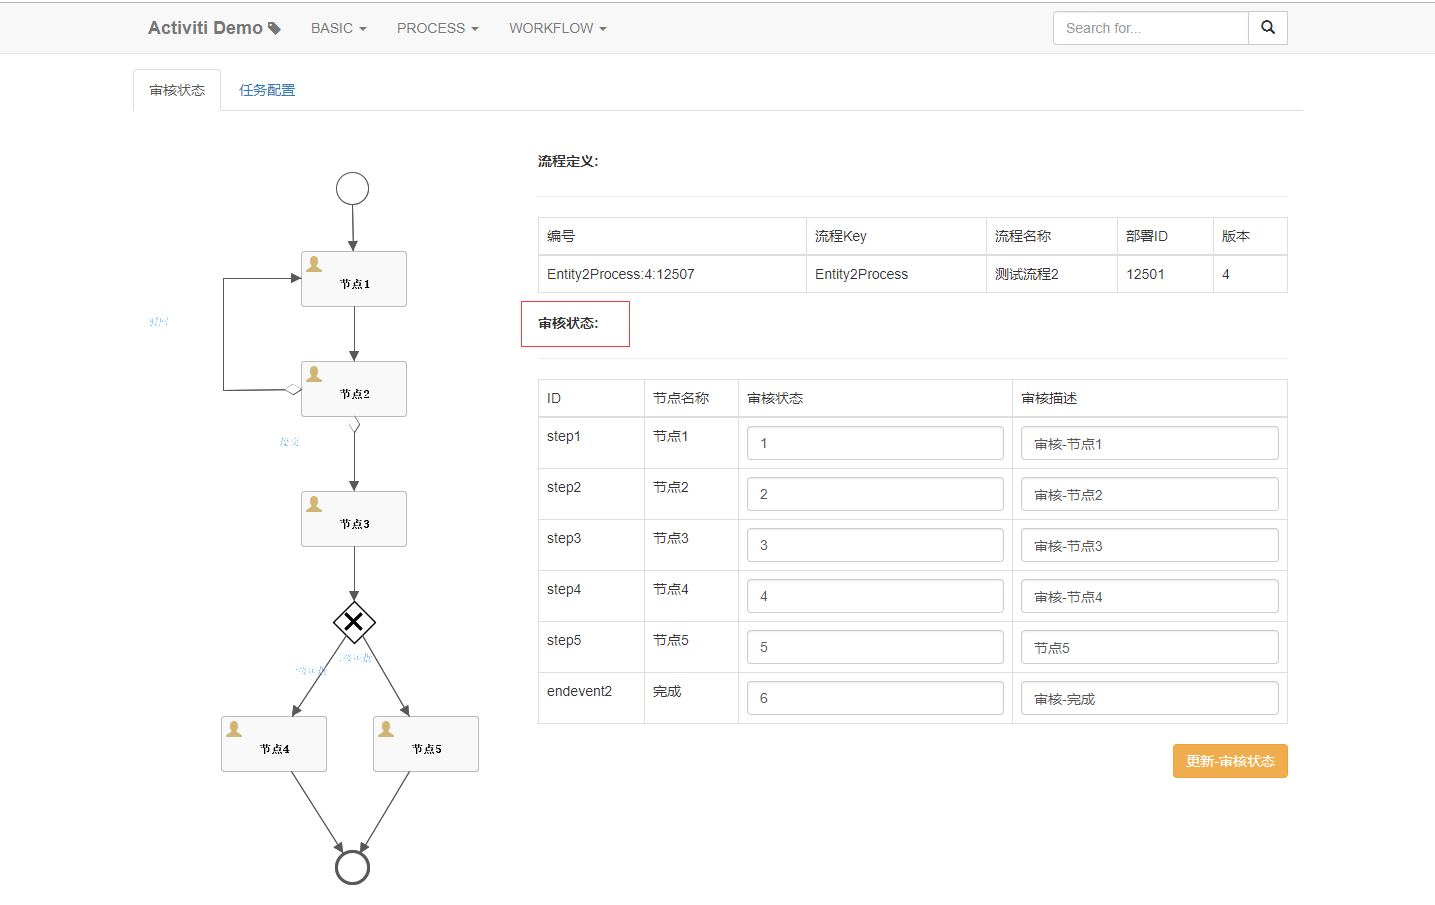 Activiti Demo BASIC PROCESS WORKFLOW Search for...
审核状态 任务配置
节点1
节点2
节点3
节点4 节点5
流程定义:
编号 流程Key 流程名称 部署ID 版本
Entity2Process:4:12507 Entity2Process 测试流程2 12501 4
审核状态:
ID 节点名称 审核状态 审核描述
step1 节点1 1 审核-节点1
step2 节点2 2 审核-节点2
step3 节点3 3 审核-节点3
step4 节点4 4 审核-节点4
step5 节点5 5 节点5
endevent2 完成 6 审核-完成
更新-审核状态